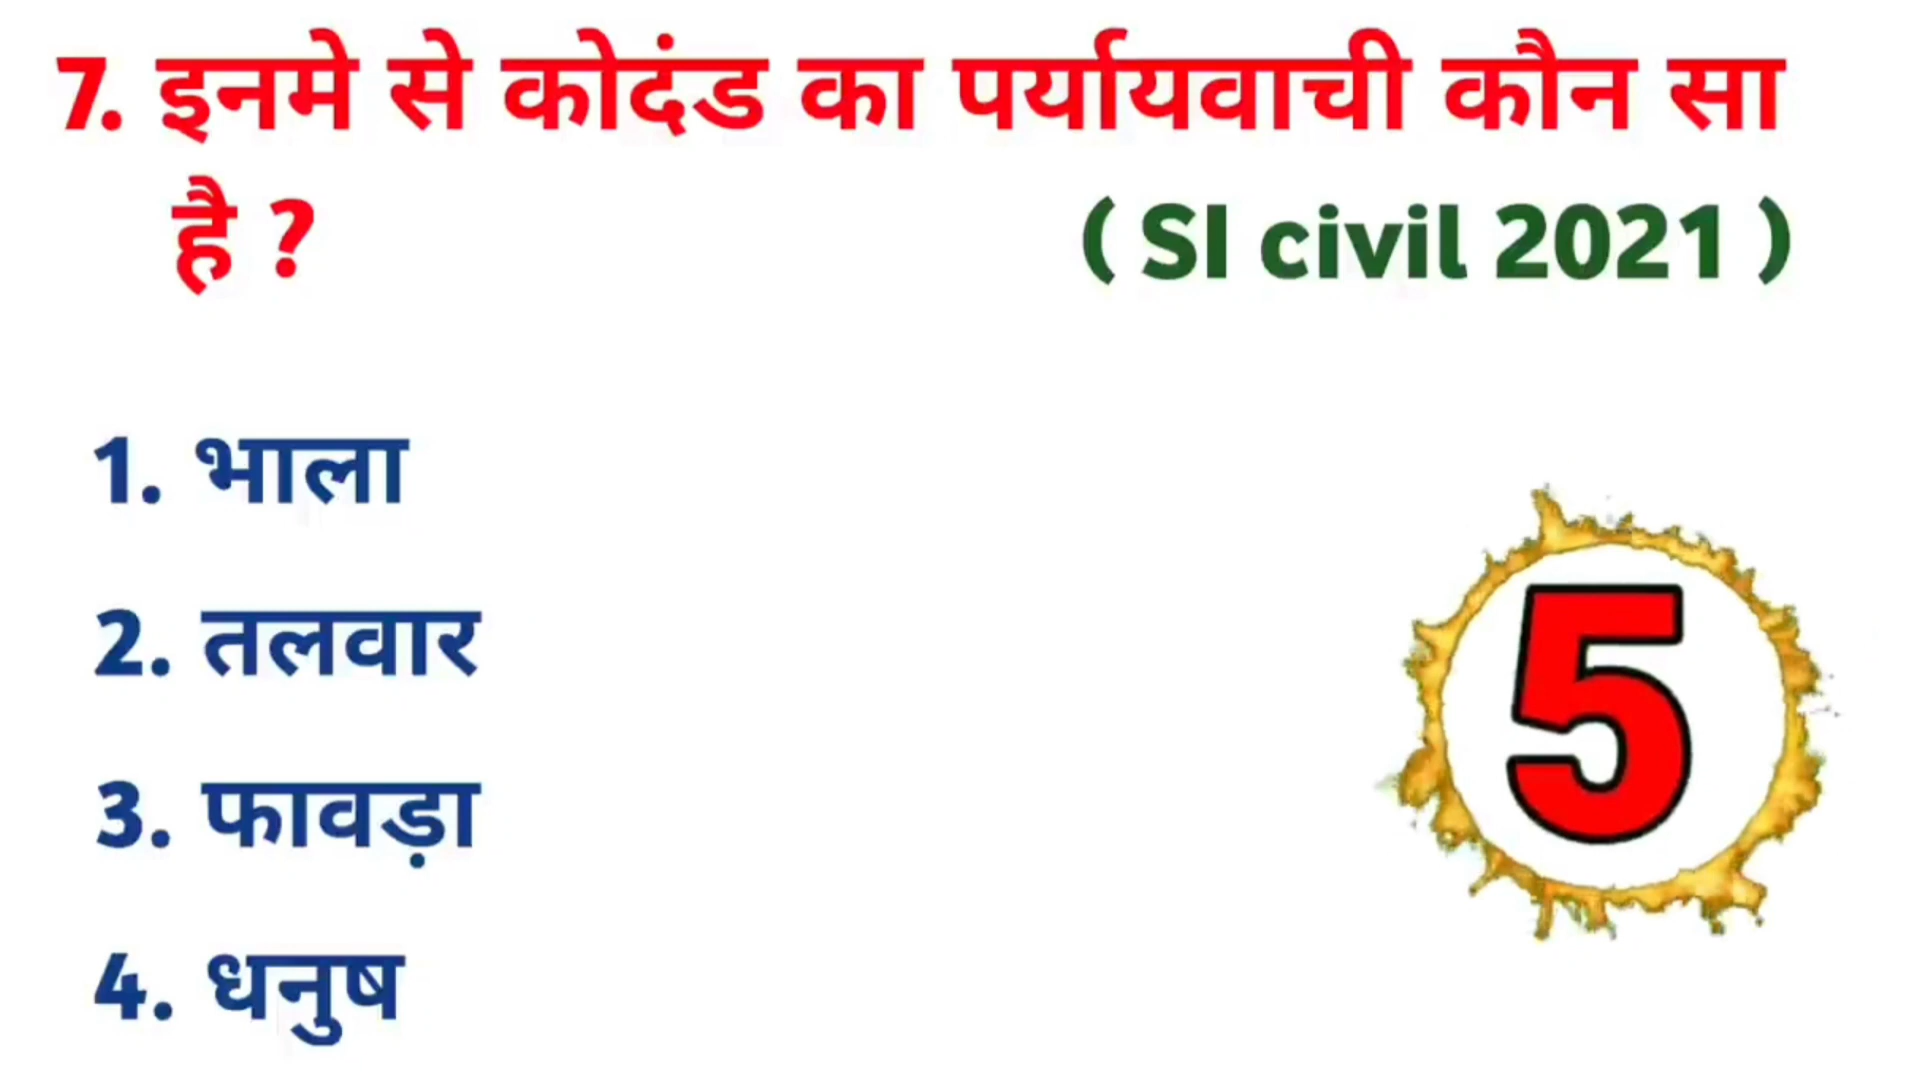 7. इनमे से कोदंड का पर्यायवाची कौन सा
है ? ( SI civil 2021 )
1. भाला
2. तलवार
3. फावड़ा
4. धनुष
5